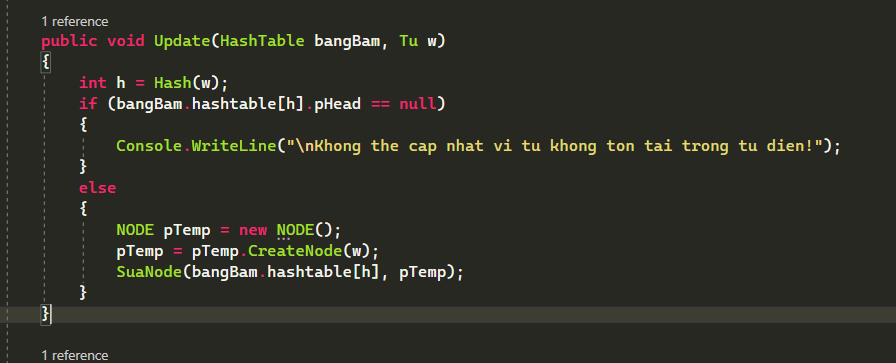 1 reference
public void Update(HashTable bangBam, Tu w)
{
int h = Hash(w);
if (bangBam.hashtable[h].pHead == null)
{
Console.WriteLine("\nKhong the cap nhat vi tu khong ton tai trong tu dien!");
}
else
{
NODE pTemp = new NODE();
pTemp = pTemp.CreateNode(w);
SuaNode(bangBam.hashtable[h], pTemp);
}
}
1 reference